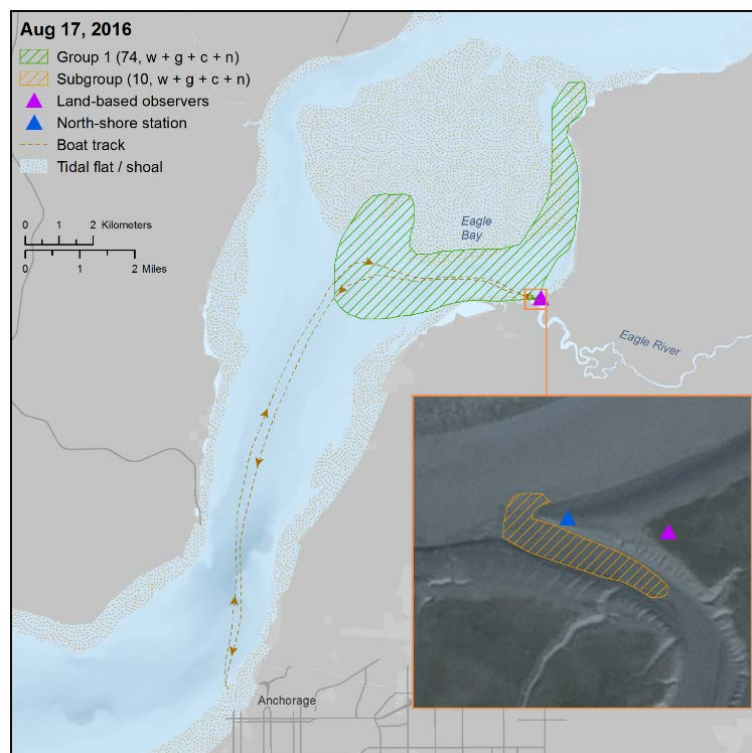 Aug 17, 2016
Group 1 (74, w + g + c + n)
Subgroup (10, w + g + c + n)
Land-based observers
North-shore station
Boat track
Tidal flat / shoal
0 1 2 Kilometers
0 1 2 Miles
Eagle
Bay
Eagle River
Anchorage